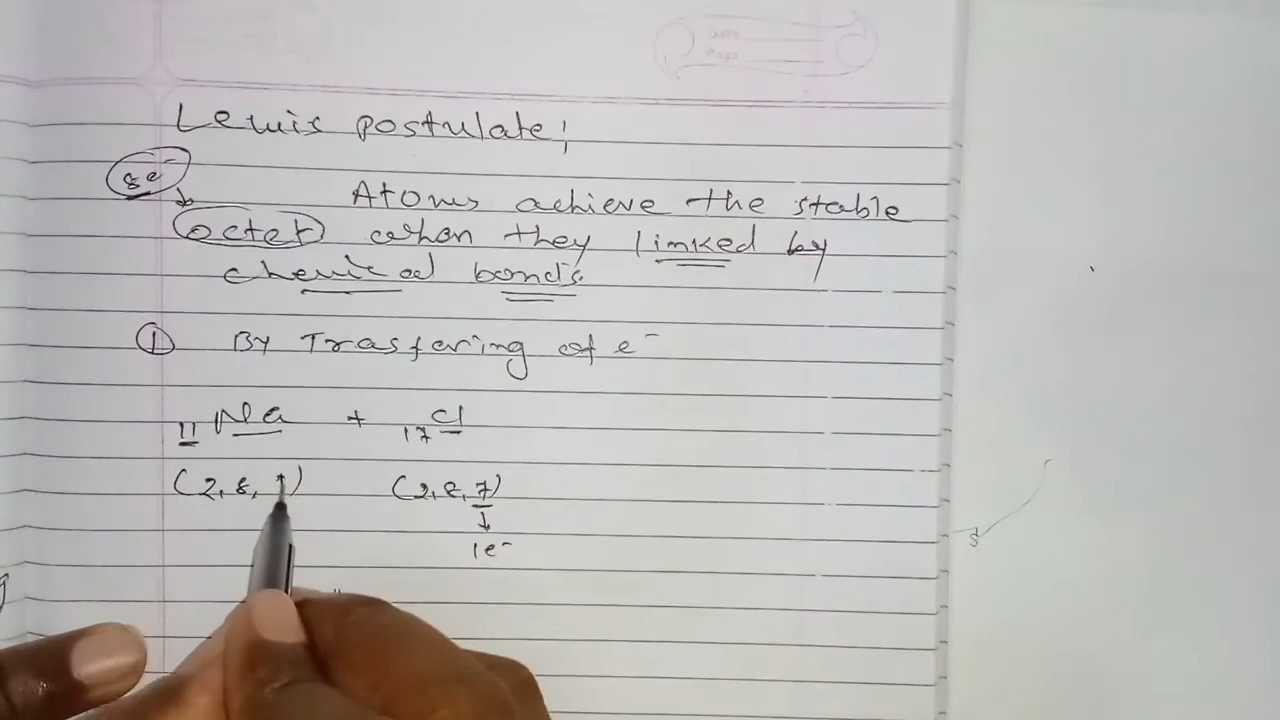 Lewis postulate;
8e⁻
Atoms achieve the stable
octet when they linked by
chemical bonds.
① By Trasfering of e⁻
₁₁Na + ₁₇Cl
(2, 8, 1) (2, 8, 7)
↓
1e⁻